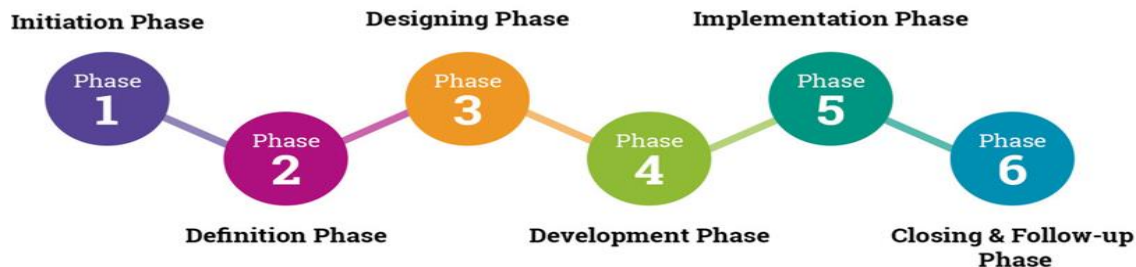 Initiation Phase
Designing Phase
Implementation Phase
Phase
1
Phase
2
Phase
3
Phase
4
Phase
5
Phase
6
Definition Phase
Development Phase
Closing & Follow-up
Phase